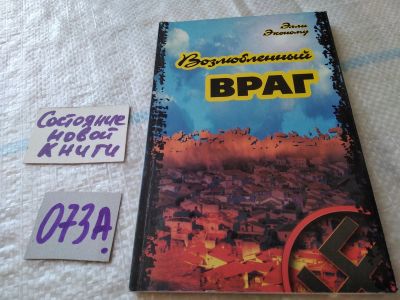 Элли
Эконому
Возлюбленный
ВРАГ
Состояние
новой
книги
073А